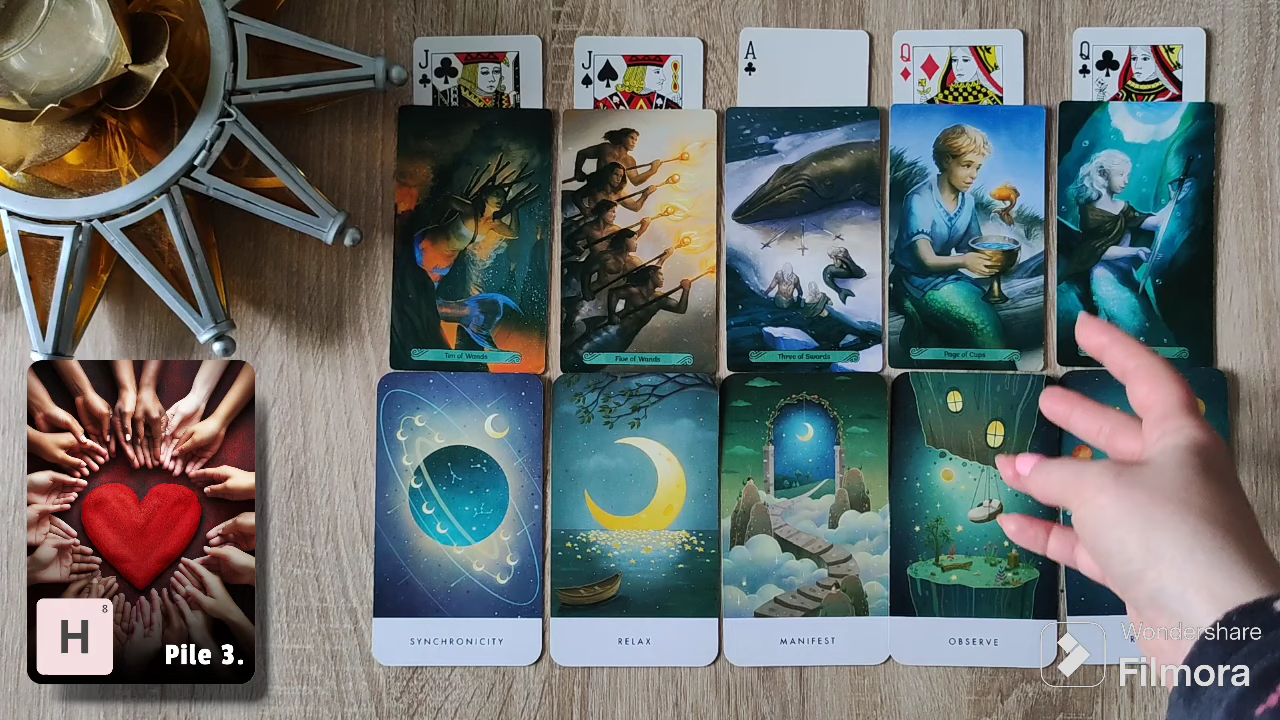 J
J
A
Q
Q
Ten of Wands
Five of Wands
Three of Swords
Page of Cups
SYNCHRONICITY
RELAX
MANIFEST
OBSERVE
8
H
Pile 3.
Wondershare
Filmora